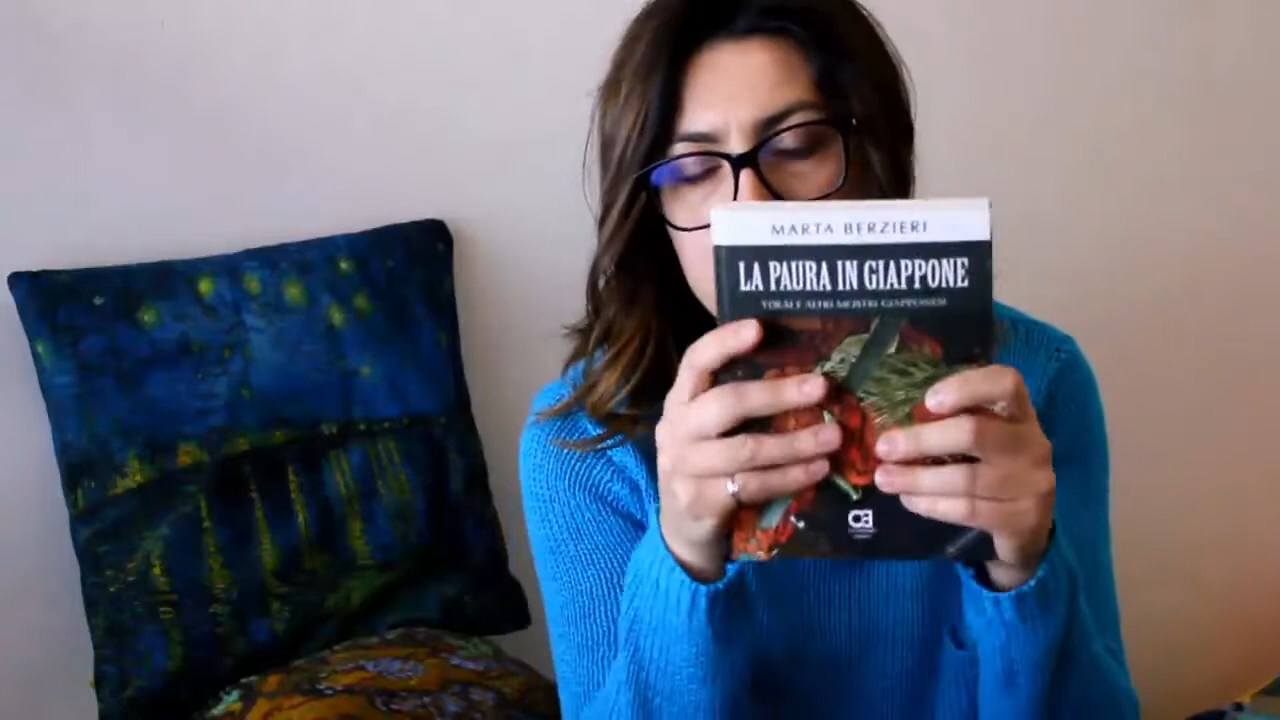 MARTA BERZIERI
LA PAURA IN GIAPPONE
YOKAI E ALTRI MOSTRI GIAPPONESI